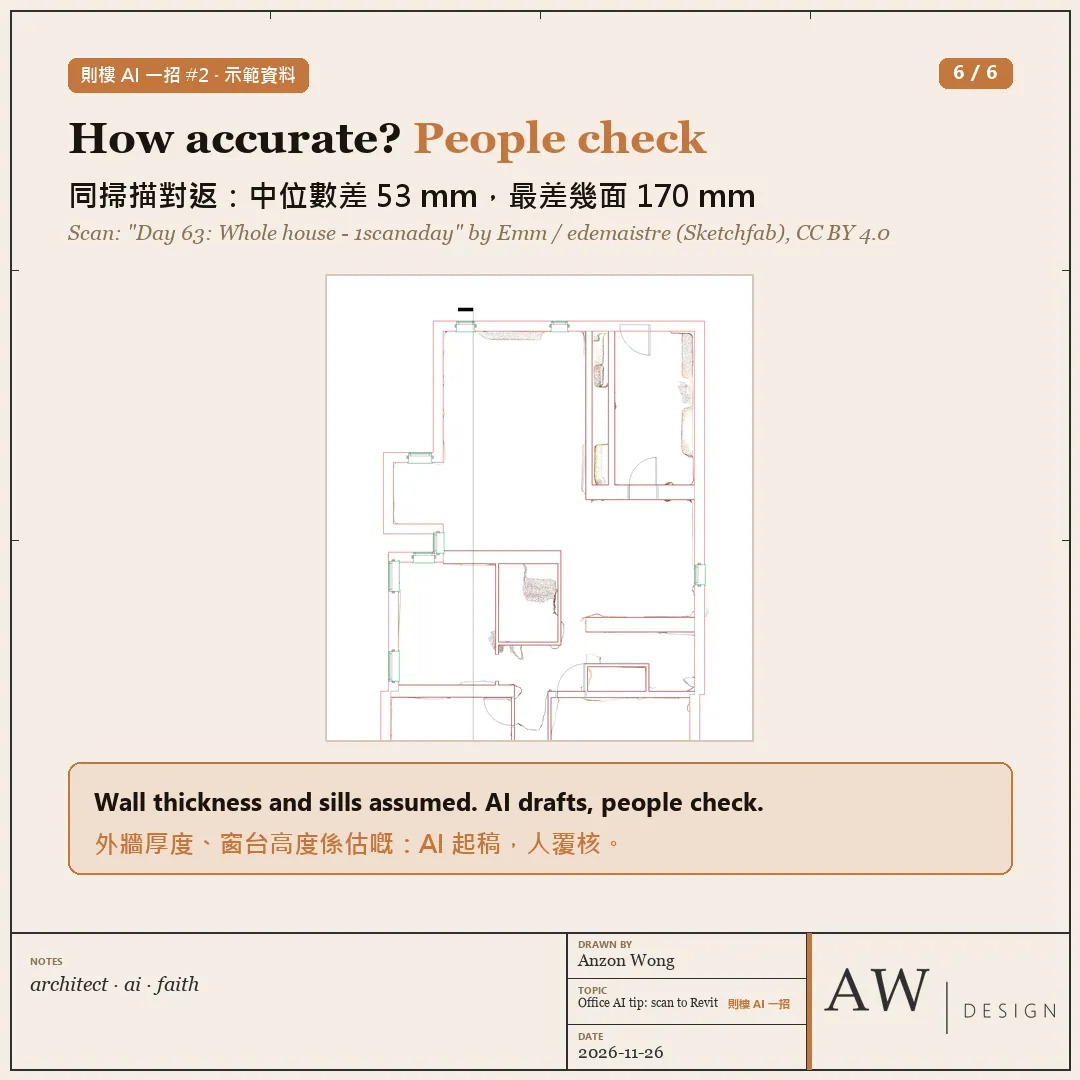 則樓 AI 一招 #2 · 示範資料
6 / 6
How accurate? People check
同掃描對返：中位數差 53 mm，最差幾面 170 mm
Scan: "Day 63: Whole house - 1scanaday" by Emm / edemaistre (Sketchfab), CC BY 4.0
Wall thickness and sills assumed. AI drafts, people check.
外牆厚度、窗台高度係估嘅：AI 起稿，人覆核。
NOTES
architect · ai · faith
DRAWN BY
Anzon Wong
TOPIC
Office AI tip: scan to Revit 則樓 AI 一招
DATE
2026-11-26
AW DESIGN